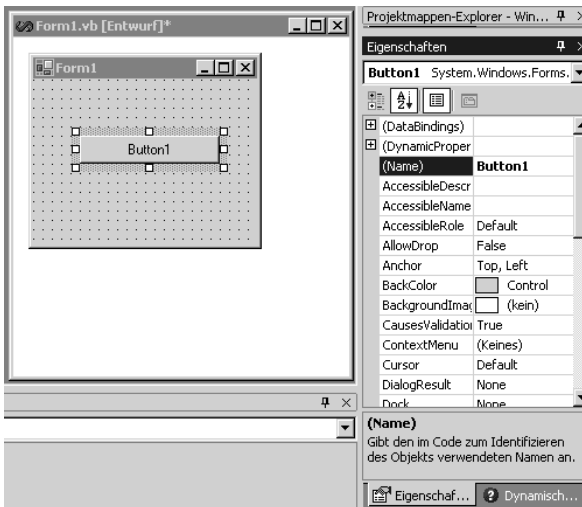 Form1.vb [Entwurf]*
Form1
Button1
Projektmappen-Explorer - Win...
Eigenschaften
Button1 System.Windows.Forms.
(DataBindings)
(DynamicProper
(Name) Button1
AccessibleDescr
AccessibleName
AccessibleRole Default
AllowDrop False
Anchor Top, Left
BackColor Control
BackgroundImag (kein)
CausesValidation True
ContextMenu (Keines)
Cursor Default
DialogResult None
Dock None
(Name)
Gibt den im Code zum Identifizieren
des Objekts verwendeten Namen an.
Eigenschaf... Dynamisch...